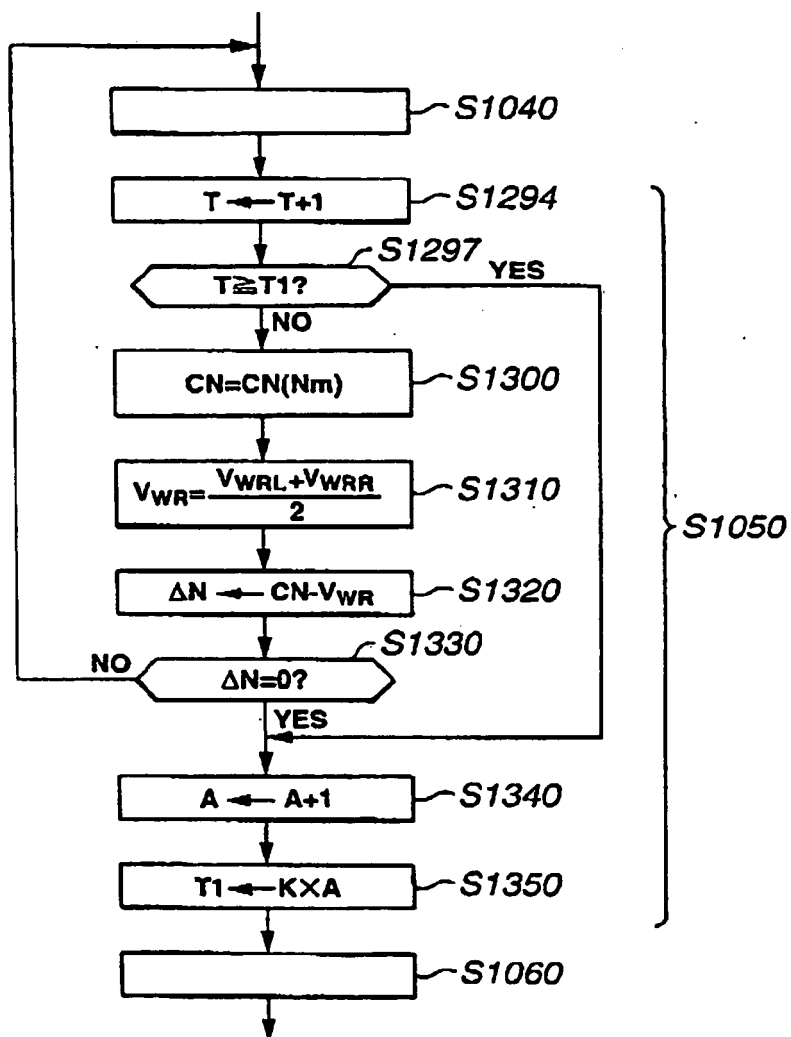 S1040
T ← T+1
S1294
S1297
T≧T1?
YES
NO
CN=CN(Nm)
S1300
VWR=VWRL+VWRR/2
S1310
S1050
ΔN ← CN-VWR
S1320
S1330
NO
ΔN=0?
YES
A ← A+1
S1340
T1 ← K×A
S1350
S1060